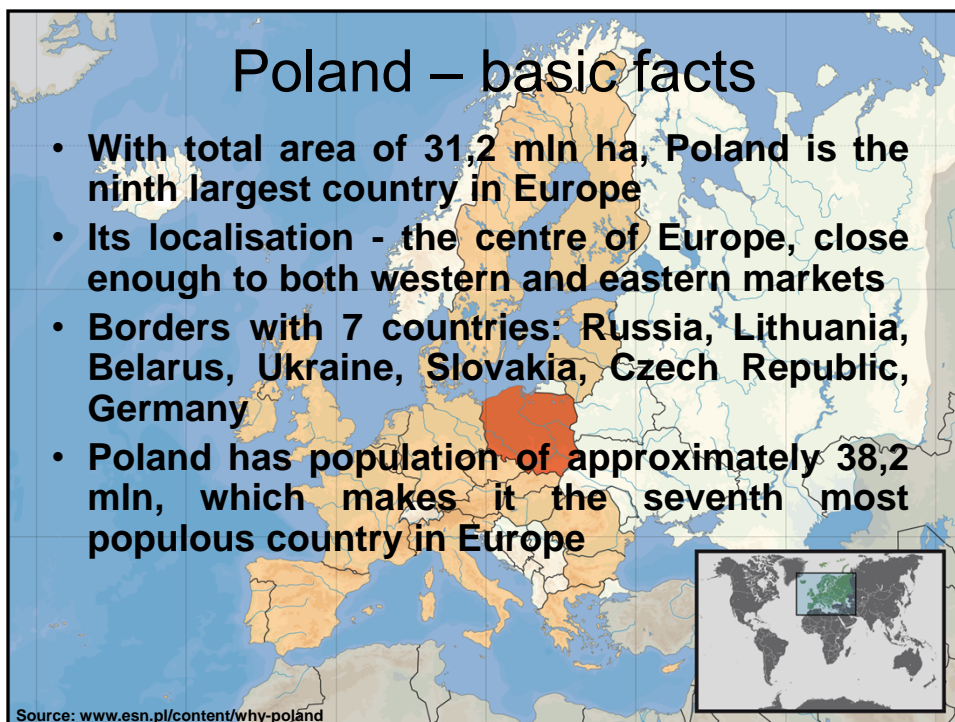 Poland – basic facts
• With total area of 31,2 mln ha, Poland is the
ninth largest country in Europe
• Its localisation - the centre of Europe, close
enough to both western and eastern markets
• Borders with 7 countries: Russia, Lithuania,
Belarus, Ukraine, Slovakia, Czech Republic,
Germany
• Poland has population of approximately 38,2
mln, which makes it the seventh most
populous country in Europe
Source: www.esn.pl/content/why-poland